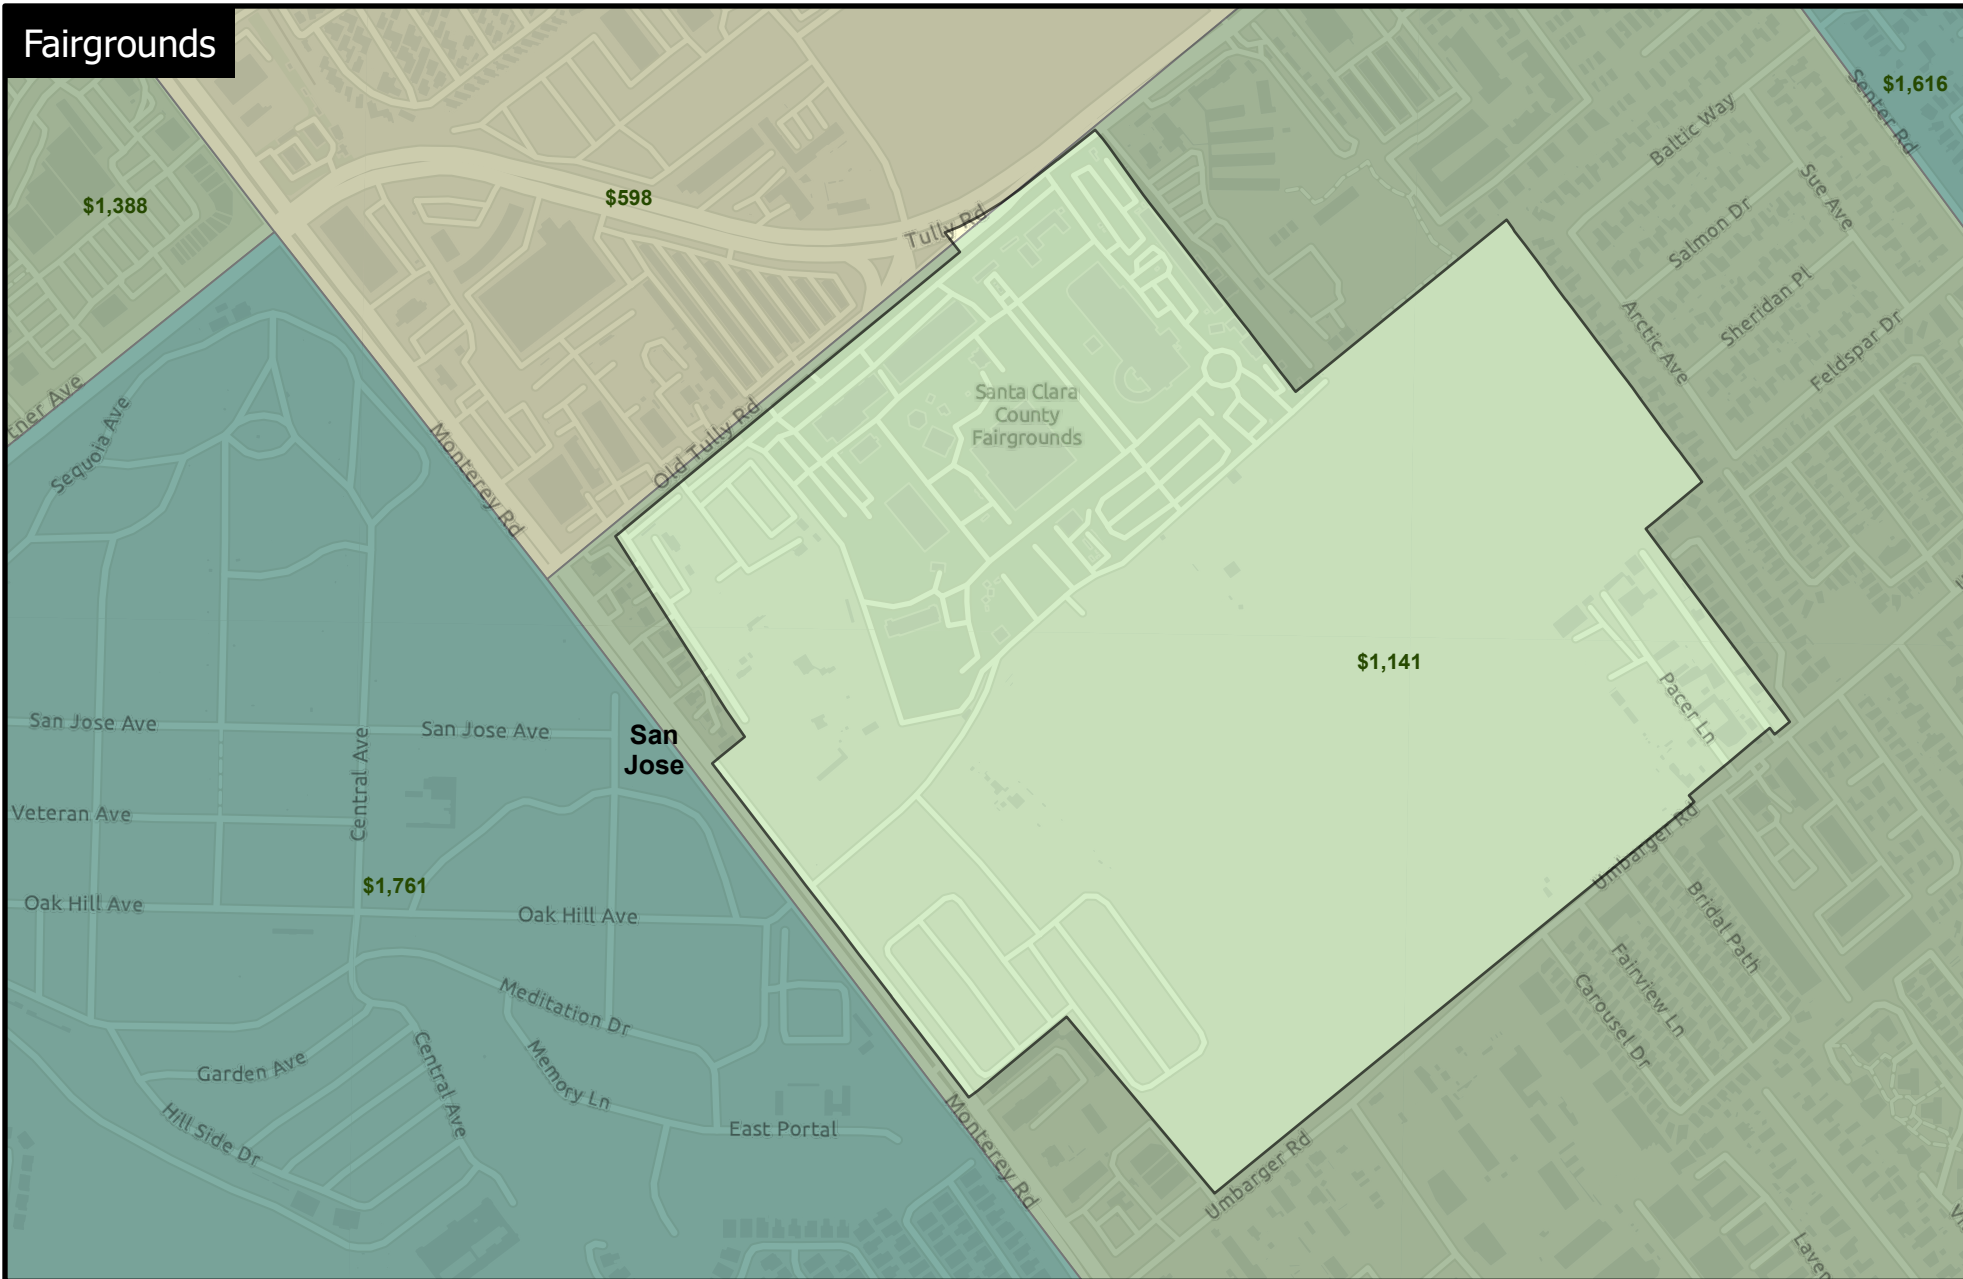 Fairgrounds
$1,616
Senter Rd
Baltic Way
Sue Ave
$1,388
$598
Tully Rd
Salmon Dr
Sheridan Pl
Arctic Ave
Feldspar Dr
Santa Clara
County
Fairgrounds
tner Ave
Sequoia Ave
Monterey Rd
Old Tully Rd
$1,141
Pacer Ln
San Jose Ave
San Jose Ave
San
Jose
Central Ave
Veteran Ave
$1,761
Umbarger Rd
Oak Hill Ave
Oak Hill Ave
Bridal Path
Fairview Ln
Carousel Dr
Meditation Dr
Garden Ave
Central Ave
Memory Ln
Hill Side Dr
East Portal
Monterey Rd
Umbarger Rd
Laven